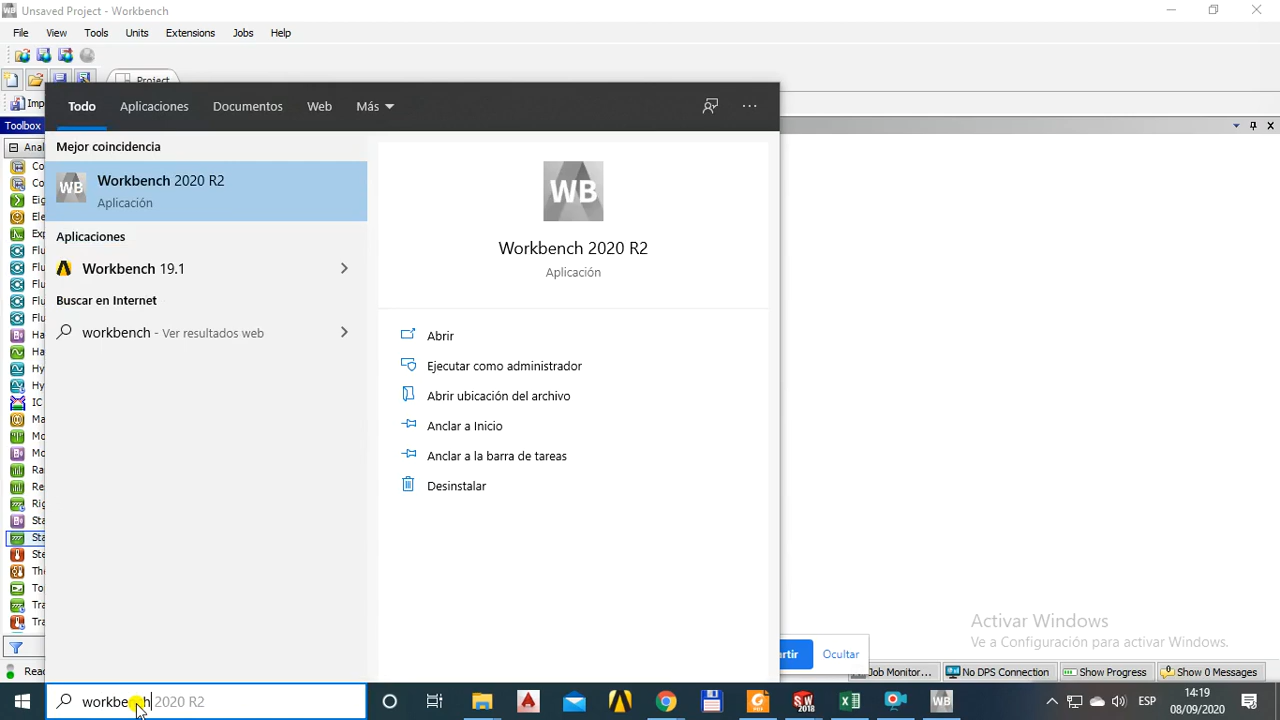 Unsaved Project - Workbench
File View Tools Units Extensions Jobs Help
Project
Todo Aplicaciones Documentos Web Más
Toolbox
Mejor coincidencia
Workbench 2020 R2
Aplicación
Aplicaciones
Workbench 19.1
Buscar en Internet
workbench - Ver resultados web
WB
Workbench 2020 R2
Aplicación
Abrir
Ejecutar como administrador
Abrir ubicación del archivo
Anclar a Inicio
Anclar a la barra de tareas
Desinstalar
Activar Windows
Ve a Configuración para activar Windows.
Ocultar
Job Monitor... No DPS Connection Show Progress Show 0 Messages
workbench 2020 R2
ESP
14:19
08/09/2020